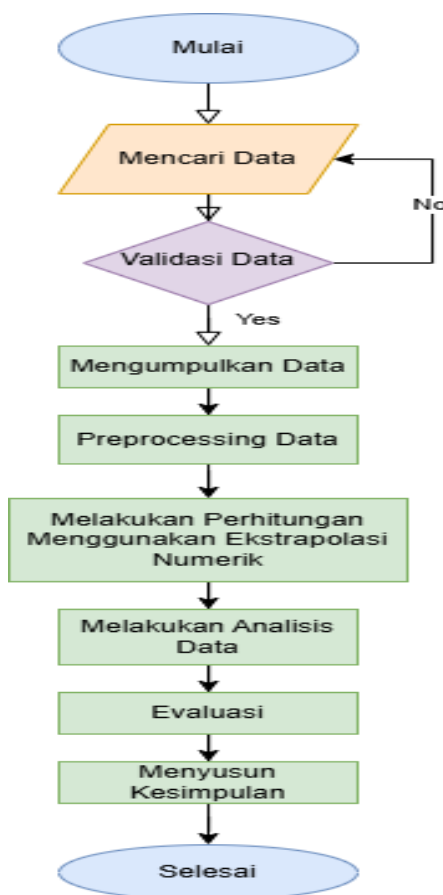 Mulai
Mencari Data
No
Validasi Data
Yes
Mengumpulkan Data
Preprocessing Data
Melakukan Perhitungan
Menggunakan Ekstrapolasi
Numerik
Melakukan Analisis
Data
Evaluasi
Menyusun
Kesimpulan
Selesai